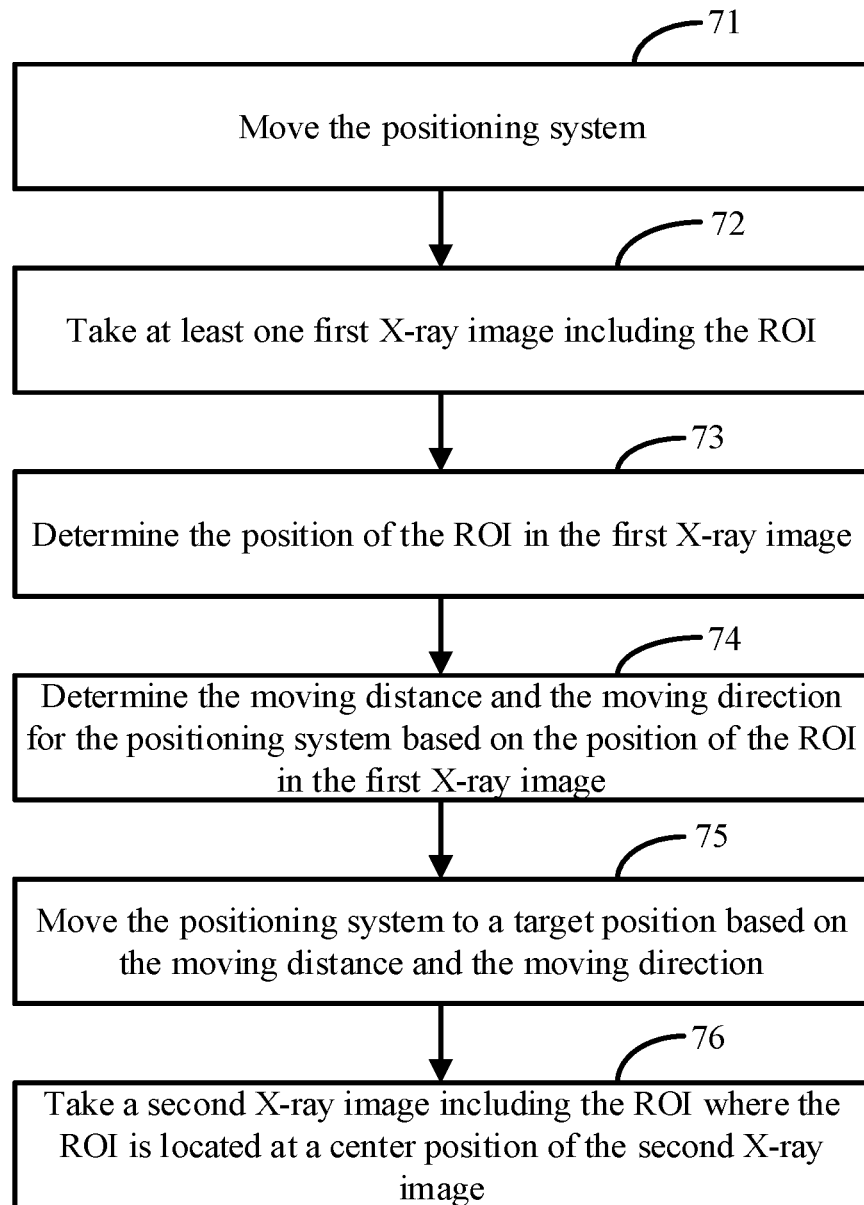 71
Move the positioning system
72
Take at least one first X-ray image including the ROI
73
Determine the position of the ROI in the first X-ray image
74
Determine the moving distance and the moving direction
for the positioning system based on the position of the ROI
in the first X-ray image
75
Move the positioning system to a target position based on
the moving distance and the moving direction
76
Take a second X-ray image including the ROI where the
ROI is located at a center position of the second X-ray
image